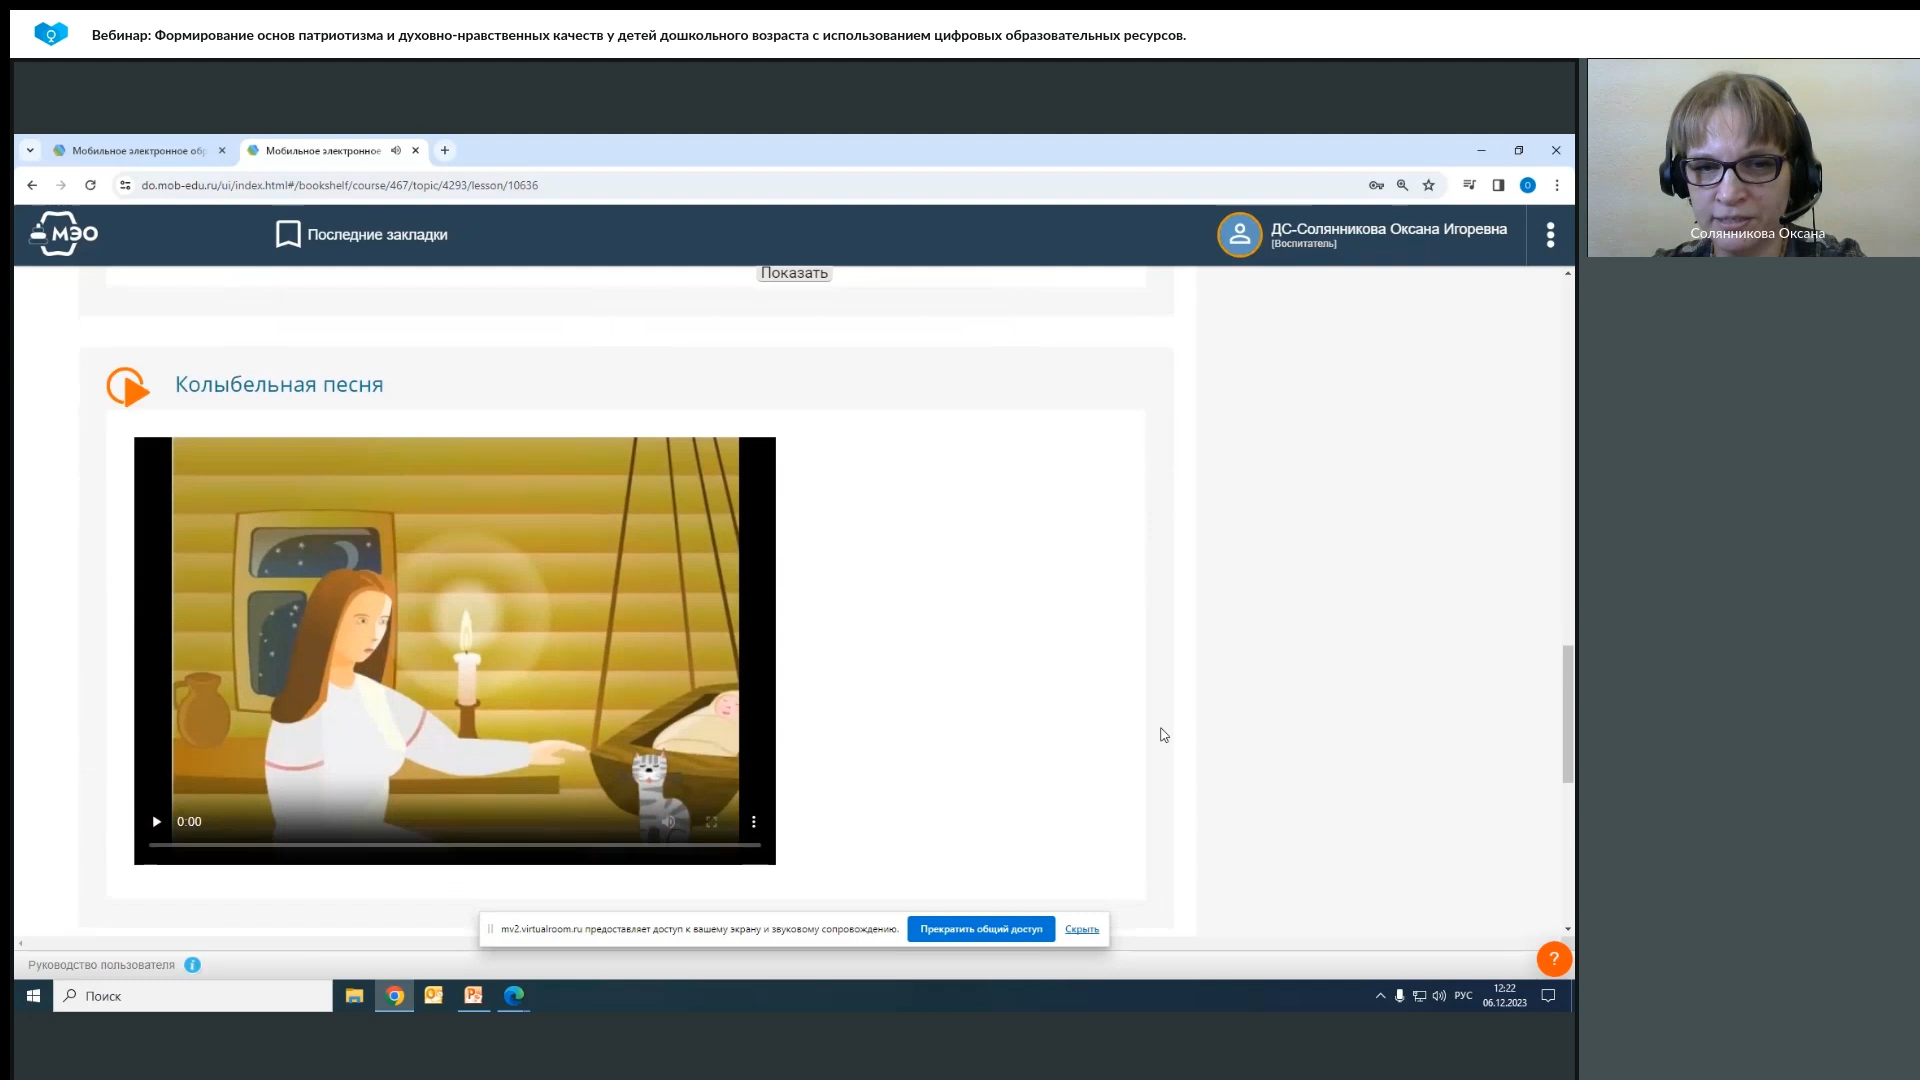 Вебинар: Формирование основ патриотизма и духовно-нравственных качеств у детей дошкольного возраста с использованием цифровых образовательных ресурсов.
Солянникова Оксана
Мобильное электронное обр
Мобильное электронное
do.mob-edu.ru/ui/index.html#/bookshelf/course/467/topic/4293/lesson/10636
О
МЭО
Последние закладки
ДС-Солянникова Оксана Игоревна
[Воспитатель]
Показать
Колыбельная песня
0:00
mv2.virtualroom.ru предоставляет доступ к вашему экрану и звуковому сопровождению.
Прекратить общий доступ
Скрыть
Руководство пользователя
?
Поиск
РУС
12:22
06.12.2023